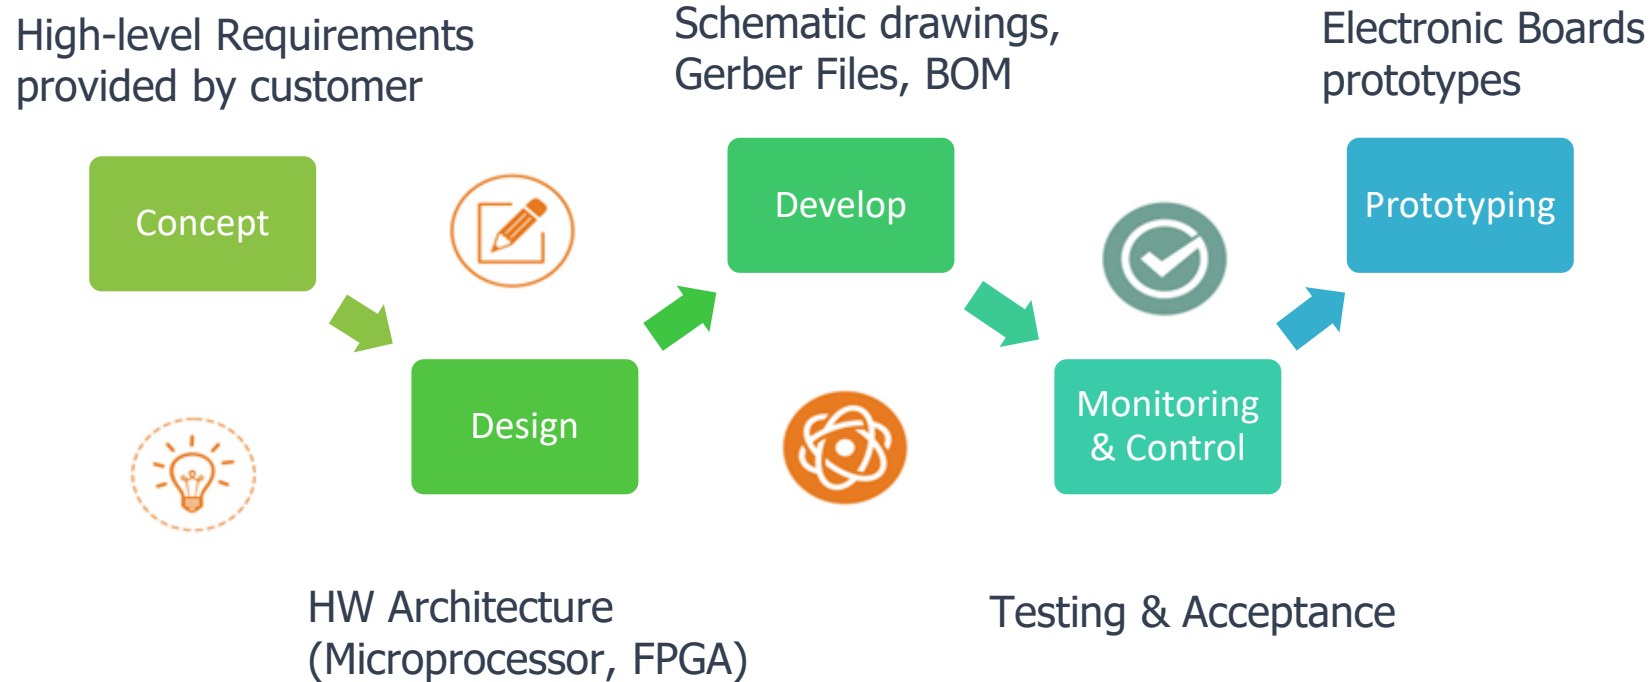 High-level Requirements
provided by customer
Schematic drawings,
Gerber Files, BOM
Electronic Boards
prototypes
Concept
Develop
Prototyping
Design
Monitoring
& Control
HW Architecture
(Microprocessor, FPGA)
Testing & Acceptance